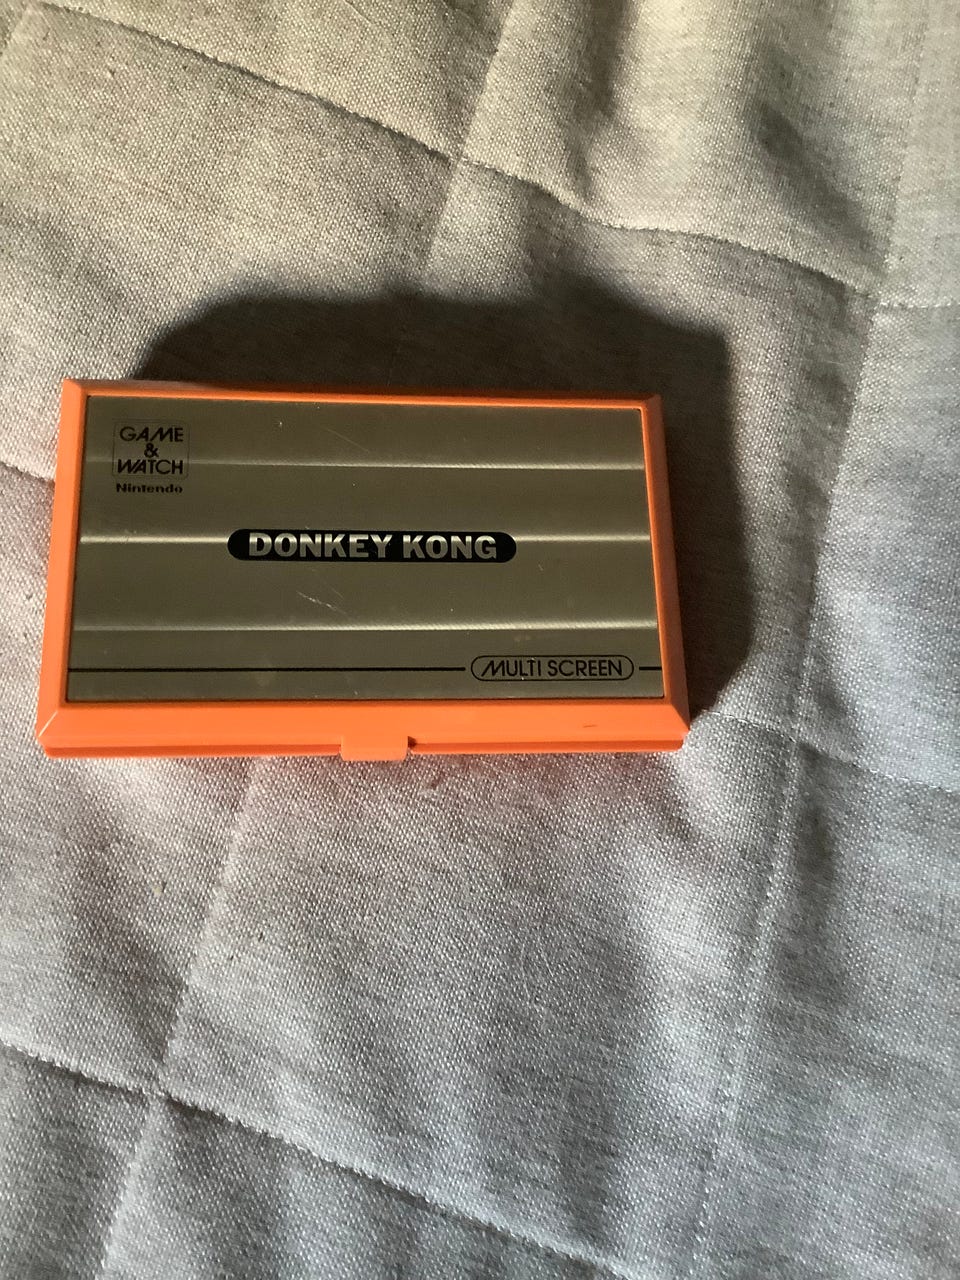 GAME
&
WATCH
Nintendo
DONKEY KONG
MULTI SCREEN